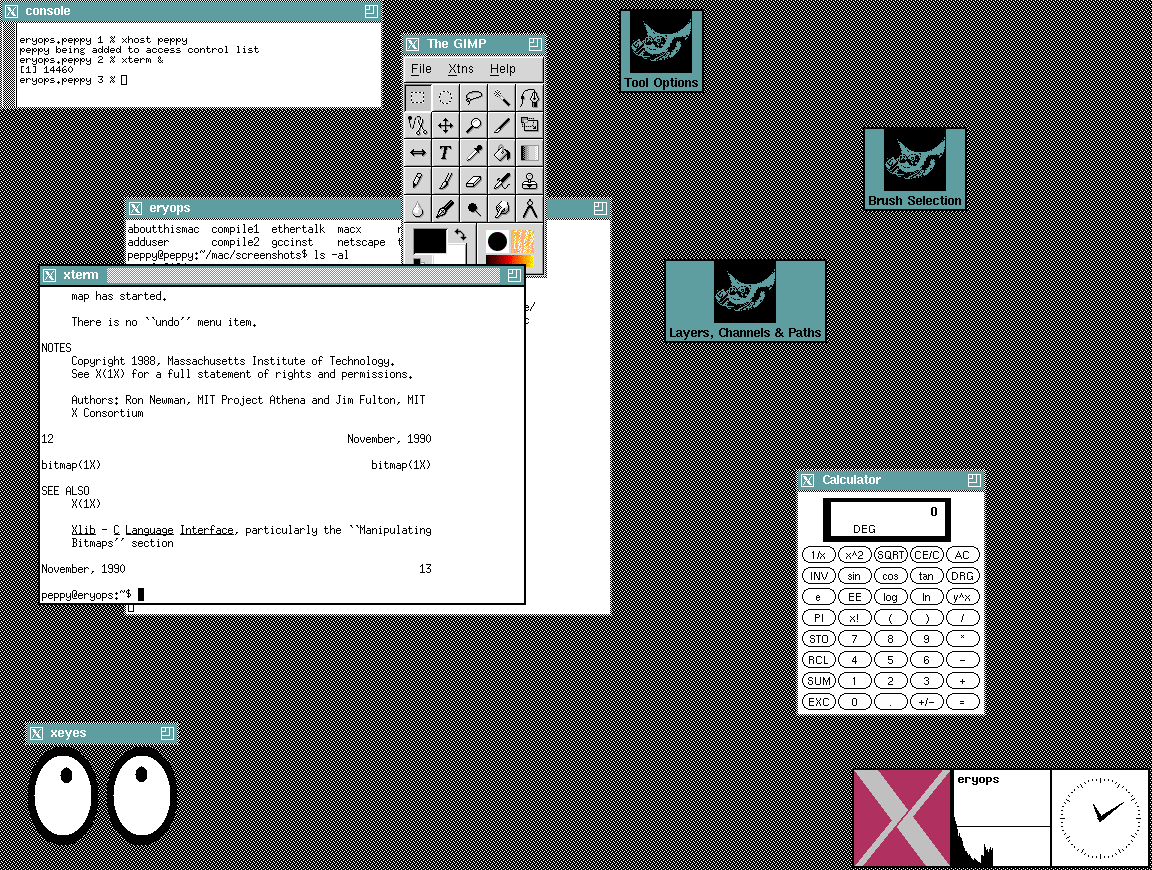 console
eryops.peppy 1 % xhost peppy
peppy being added to access control list
eryops.peppy 2 % xterm &
[1] 14460
eryops.peppy 3 %
The GIMP
File Xtns Help
Tool Options
Brush Selection
Layers, Channels & Paths
eryops
aboutthismac compile1 ethertalk macx
adduser compile2 gccinst netscape
peppy@peppy:~/mac/screenshots$ ls -al
xterm
map has started.
There is no ``undo'' menu item.
NOTES
Copyright 1988, Massachusetts Institute of Technology.
See X(1X) for a full statement of rights and permissions.
Authors: Ron Newman, MIT Project Athena and Jim Fulton, MIT
X Consortium
12 November, 1990
bitmap(1X) bitmap(1X)
SEE ALSO
X(1X)
Xlib - C Language Interface, particularly the ``Manipulating
Bitmaps'' section
November, 1990 13
peppy@eryops:~$
Calculator
0
DEG
1/x x^2 SQRT CE/C AC
INV sin cos tan DRG
e EE log ln y^x
PI x! ( ) /
STO 7 8 9 *
RCL 4 5 6 -
SUM 1 2 3 +
EXC 0 . +/- =
xeyes
eryops